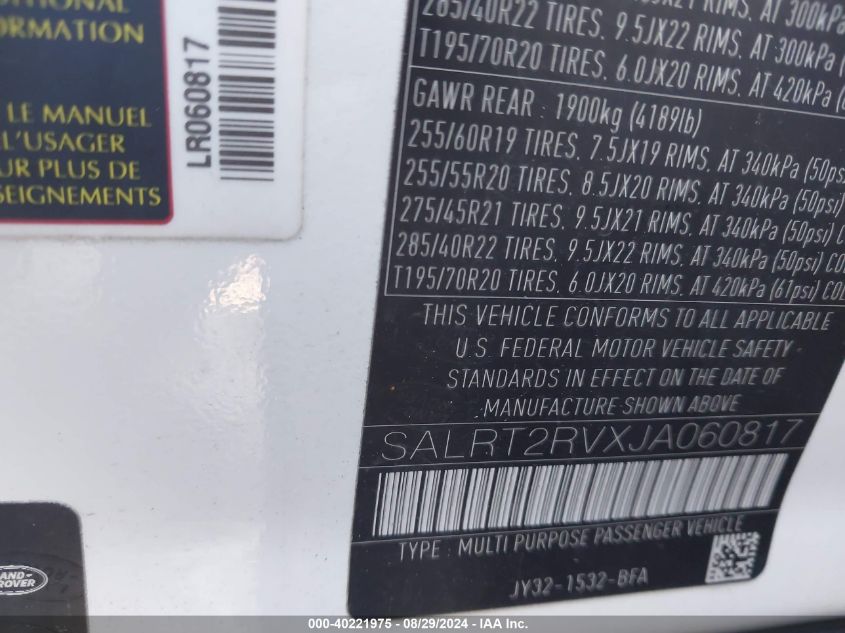 DITIONAL
FORMATION
LE MANUEL
L'USAGER
UR PLUS DE
SEIGNEMENTS
LR060817
285/40R22 TIRES, 9.5JX22 RIMS, AT 300kPa
T195/70R20 TIRES, 6.0JX20 RIMS, AT 420kPa
GAWR REAR : 1900kg (4189lb)
255/60R19 TIRES, 7.5JX19 RIMS, AT 340kPa (50psi
255/55R20 TIRES, 8.5JX20 RIMS, AT 340kPa (50psi)
275/45R21 TIRES, 9.5JX21 RIMS, AT 340kPa (50psi) C
285/40R22 TIRES, 9.5JX22 RIMS, AT 340kPa (50psi) CO
T195/70R20 TIRES, 6.0JX20 RIMS, AT 420kPa (61psi) COL
THIS VEHICLE CONFORMS TO ALL APPLICABLE
U.S. FEDERAL MOTOR VEHICLE SAFETY
STANDARDS IN EFFECT ON THE DATE OF
MANUFACTURE SHOWN ABOVE
SALRT2RVXJA060817
TYPE : MULTI PURPOSE PASSENGER VEHICLE
JY32-1532-BFA
LAND ROVER
000-40221975 - 08/29/2024 - IAA, Inc.